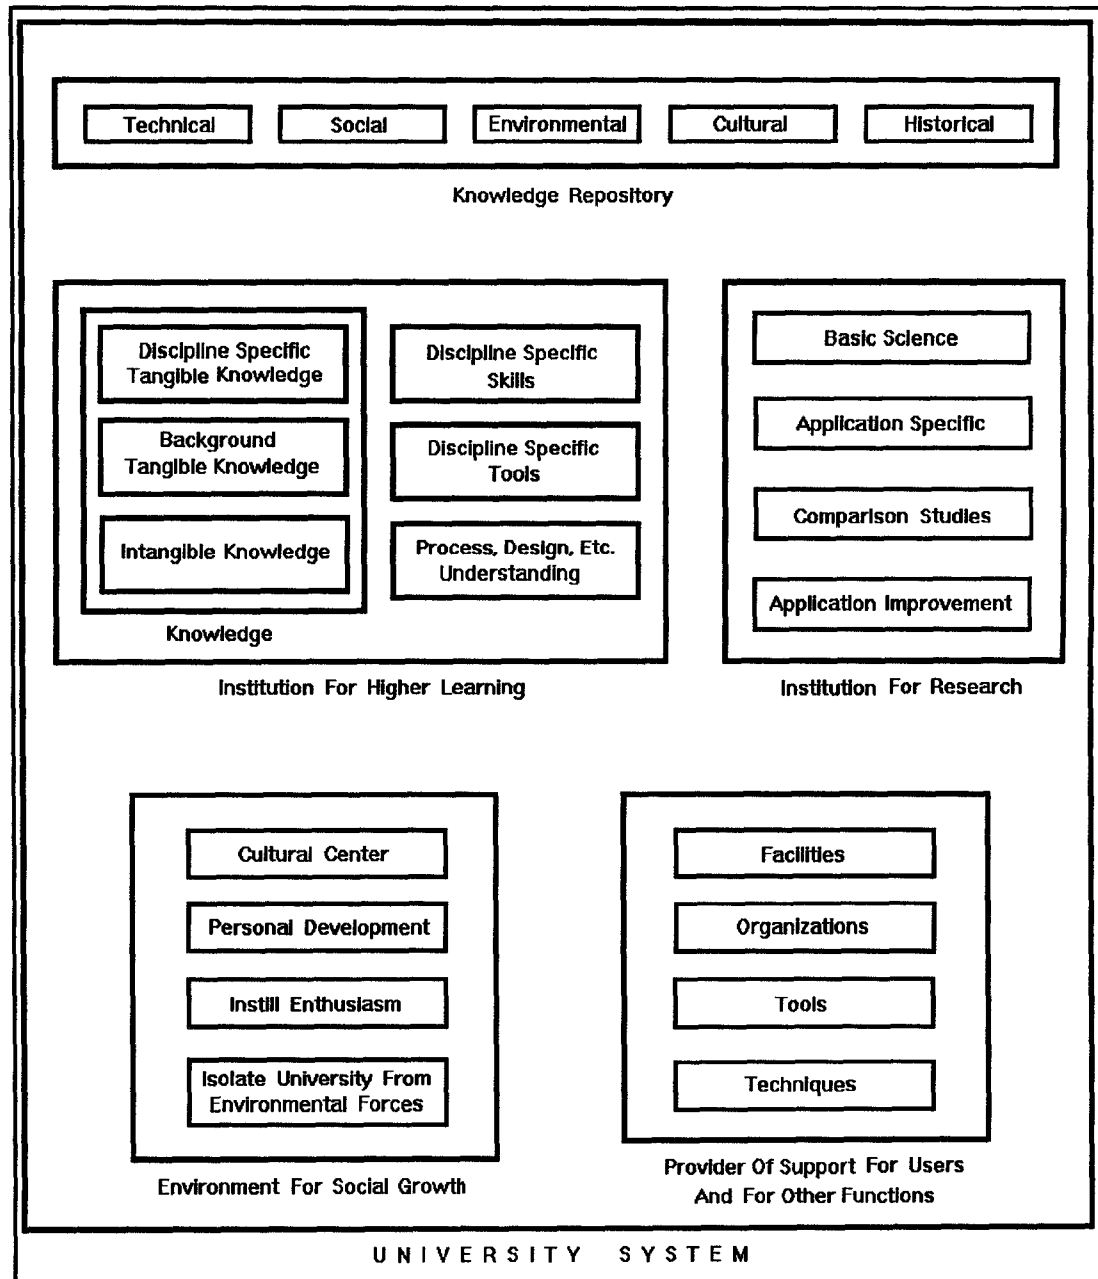 Technical
Social
Environmental
Cultural
Historical
Knowledge Repository
Discipline Specific
Tangible Knowledge
Background
Tangible Knowledge
Intangible Knowledge
Knowledge
Discipline Specific
Skills
Discipline Specific
Tools
Process, Design, Etc.
Understanding
Institution For Higher Learning
Basic Science
Application Specific
Comparison Studies
Application Improvement
Institution For Research
Cultural Center
Personal Development
Instill Enthusiasm
Isolate University From
Environmental Forces
Environment For Social Growth
Facilities
Organizations
Tools
Techniques
Provider Of Support For Users
And For Other Functions
UNIVERSITY SYSTEM